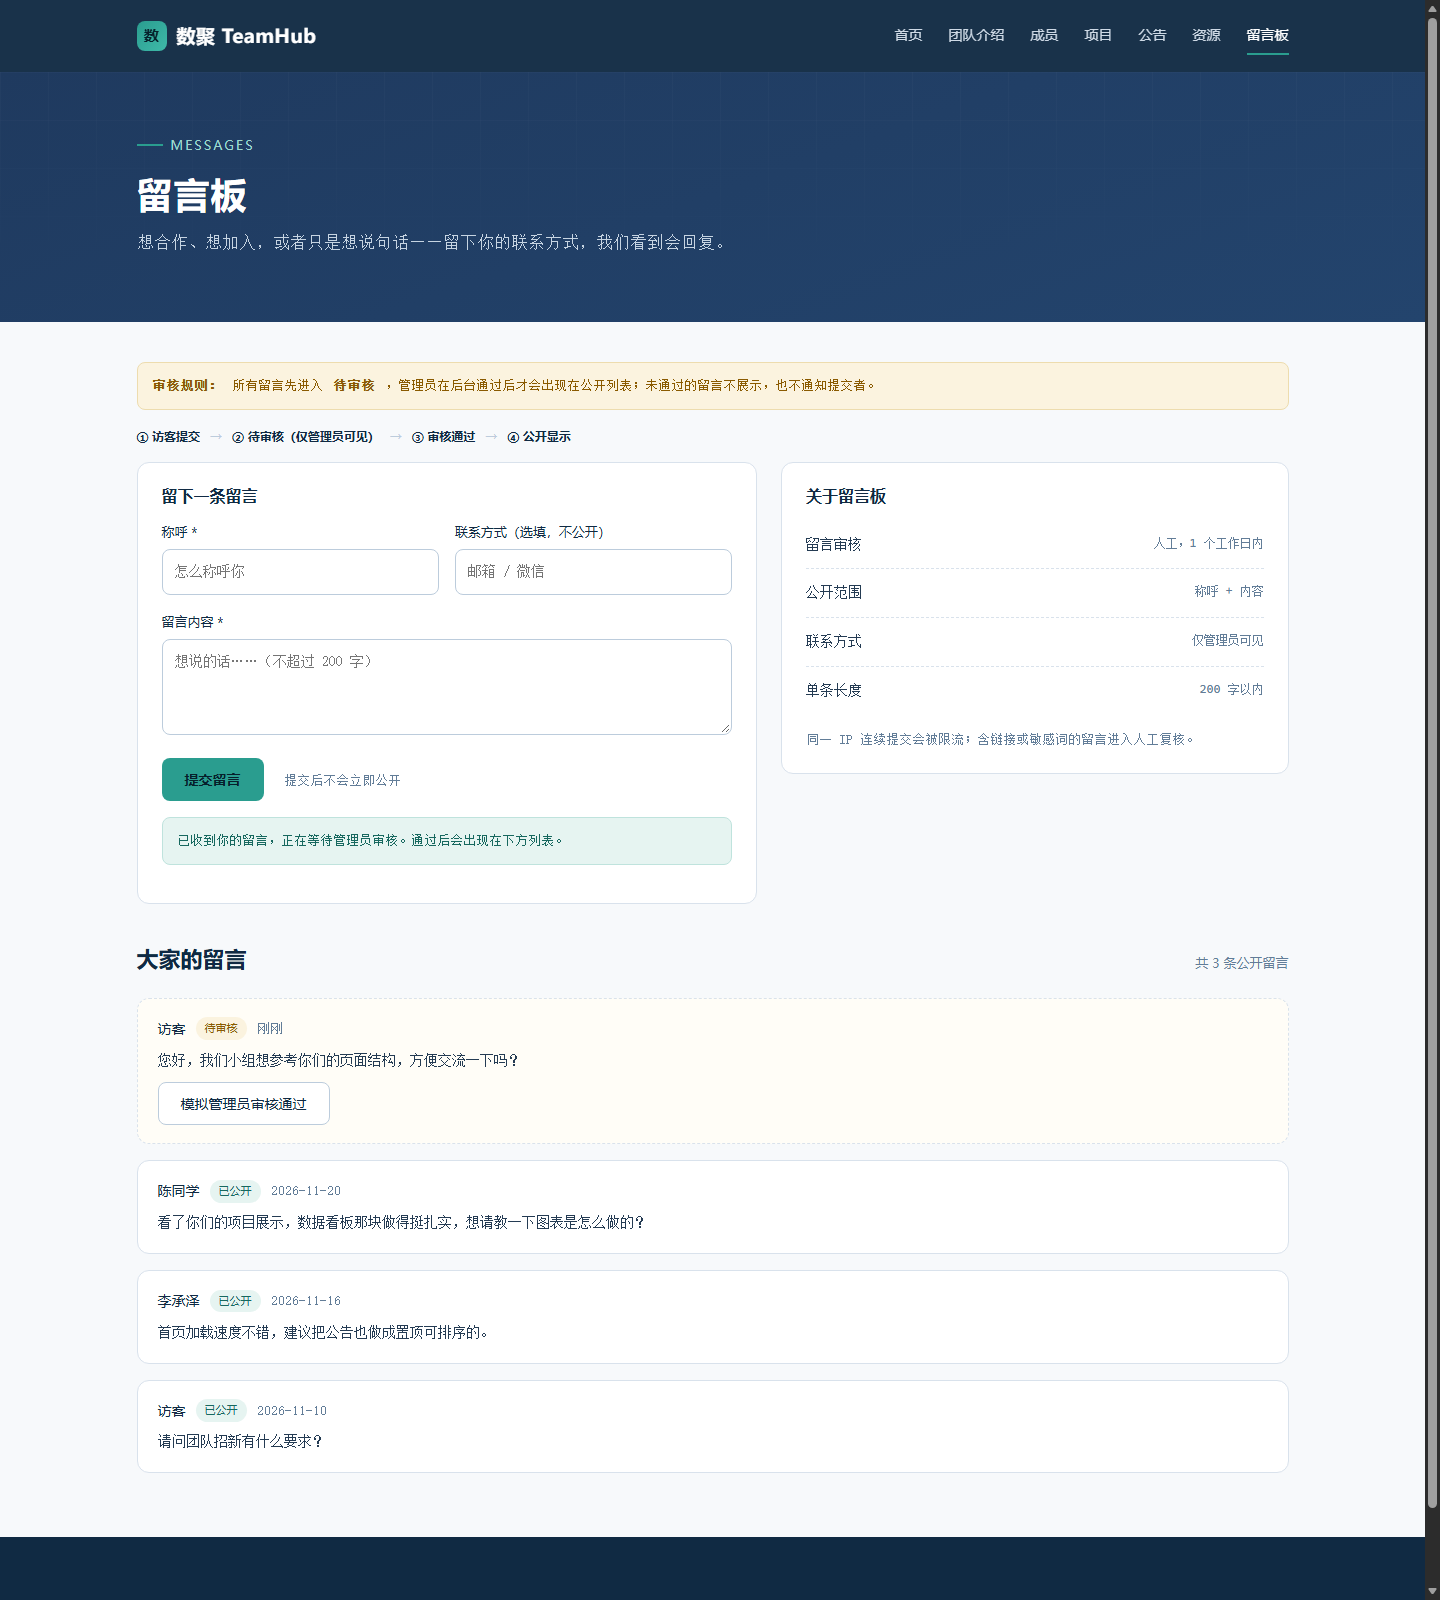 数 数聚 TeamHub 首页 团队介绍 成员 项目 公告 资源 留言板
MESSAGES
留言板
想合作、想加入，或者只是想说句话——留下你的联系方式，我们看到会回复。
审核规则： 所有留言先进入 待审核 ，管理员在后台通过后才会出现在公开列表；未通过的留言不展示，也不通知提交者。
① 访客提交 → ② 待审核（仅管理员可见） → ③ 审核通过 → ④ 公开显示
留下一条留言
称呼 * 联系方式（选填，不公开）
怎么称呼你 邮箱 / 微信
留言内容 *
想说的话……（不超过 200 字）
提交留言 提交后不会立即公开
已收到你的留言，正在等待管理员审核。通过后会出现在下方列表。
关于留言板
留言审核 人工，1 个工作日内
公开范围 称呼 + 内容
联系方式 仅管理员可见
单条长度 200 字以内
同一 IP 连续提交会被限流；含链接或敏感词的留言进入人工复核。
大家的留言 共 3 条公开留言
访客 待审核 刚刚
您好，我们小组想参考你们的页面结构，方便交流一下吗？
模拟管理员审核通过
陈同学 已公开 2026-11-20
看了你们的项目展示，数据看板那块做得挺扎实，想请教一下图表是怎么做的？
李承泽 已公开 2026-11-16
首页加载速度不错，建议把公告也做成置顶可排序的。
访客 已公开 2026-11-10
请问团队招新有什么要求？